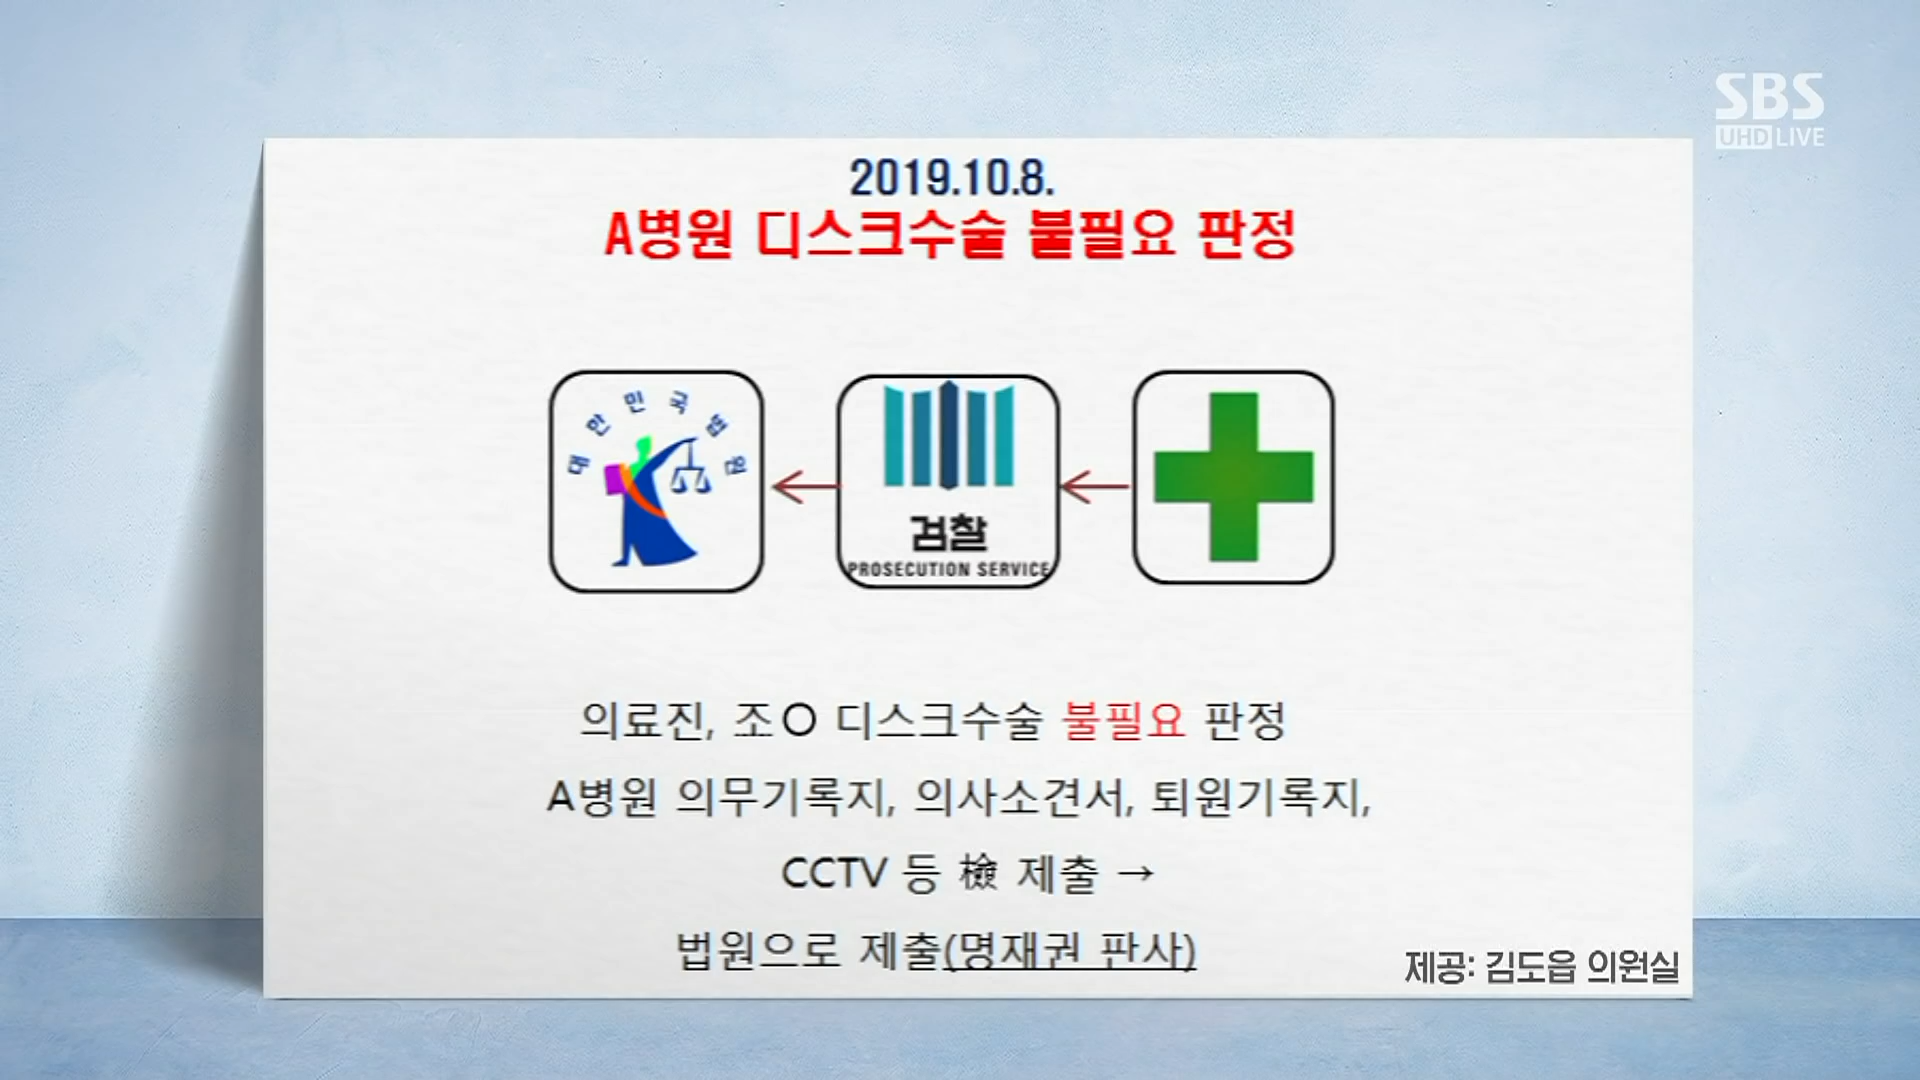 SBS
UHD LIVE
2019.10.8.
A병원 디스크수술 불필요 판정
대한민국법원
검찰
PROSECUTION SERVICE
의료진, 조O 디스크수술 불필요 판정
A병원 의무기록지, 의사소견서, 퇴원기록지,
CCTV 등 檢 제출 →
법원으로 제출(명재권 판사)
제공: 김도읍 의원실